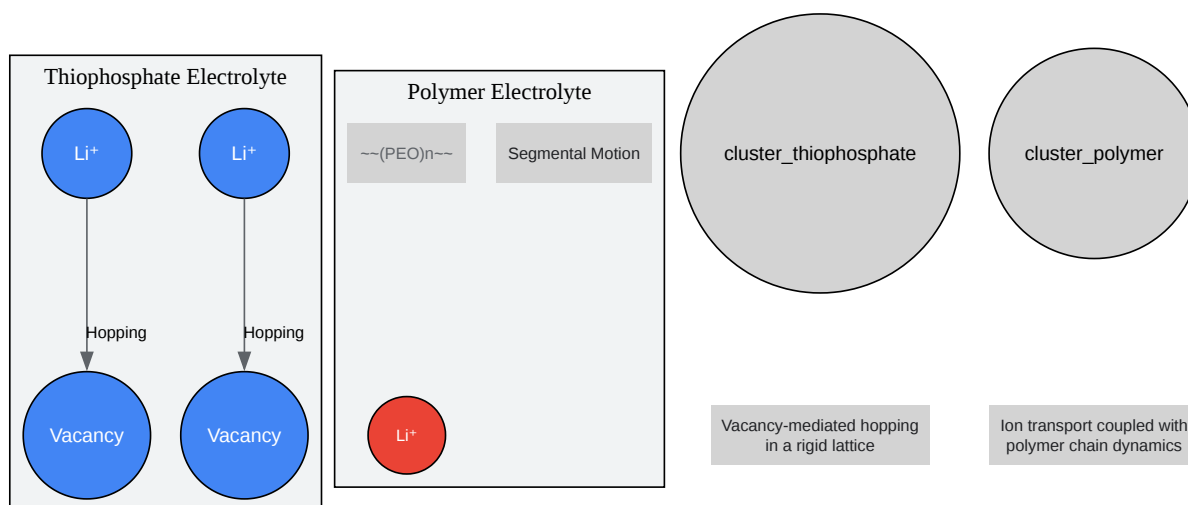 Thiophosphate Electrolyte
Li⁺
Li⁺
Hopping
Hopping
Vacancy
Vacancy
Polymer Electrolyte
~~(PEO)n~~
Segmental Motion
Li⁺
cluster_thiophosphate
cluster_polymer
Vacancy-mediated hopping
in a rigid lattice
Ion transport coupled with
polymer chain dynamics